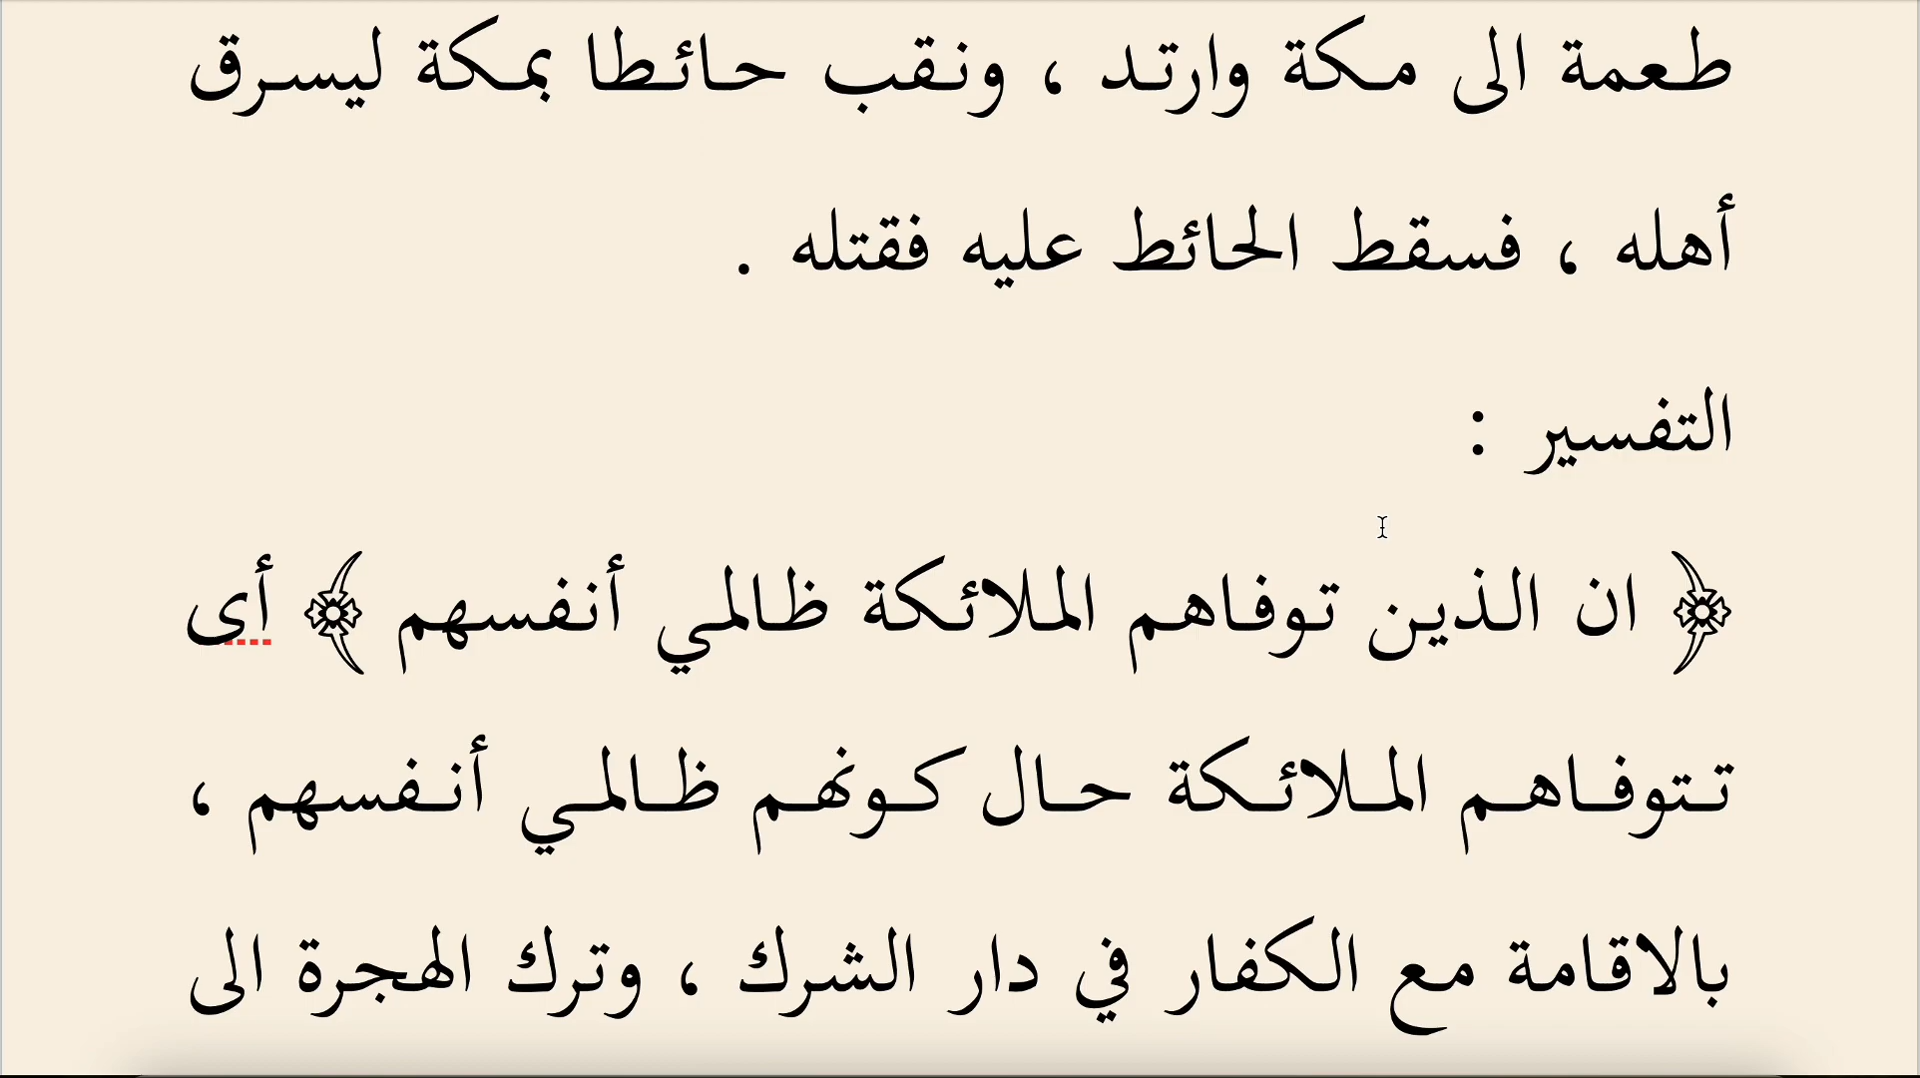 طعمة الى مكة وارتد ، ونقب حائطا بمكة ليسرق
أهله ، فسقط الحائط عليه فقتله .
التفسير :
﴿ ان الذين توفاهم الملائكة ظالمي أنفسهم ﴾ أى
تتوفاهم الملائكة حال كونهم ظالمي أنفسهم ،
بالاقامة مع الكفار في دار الشرك ، وترك الهجرة الى